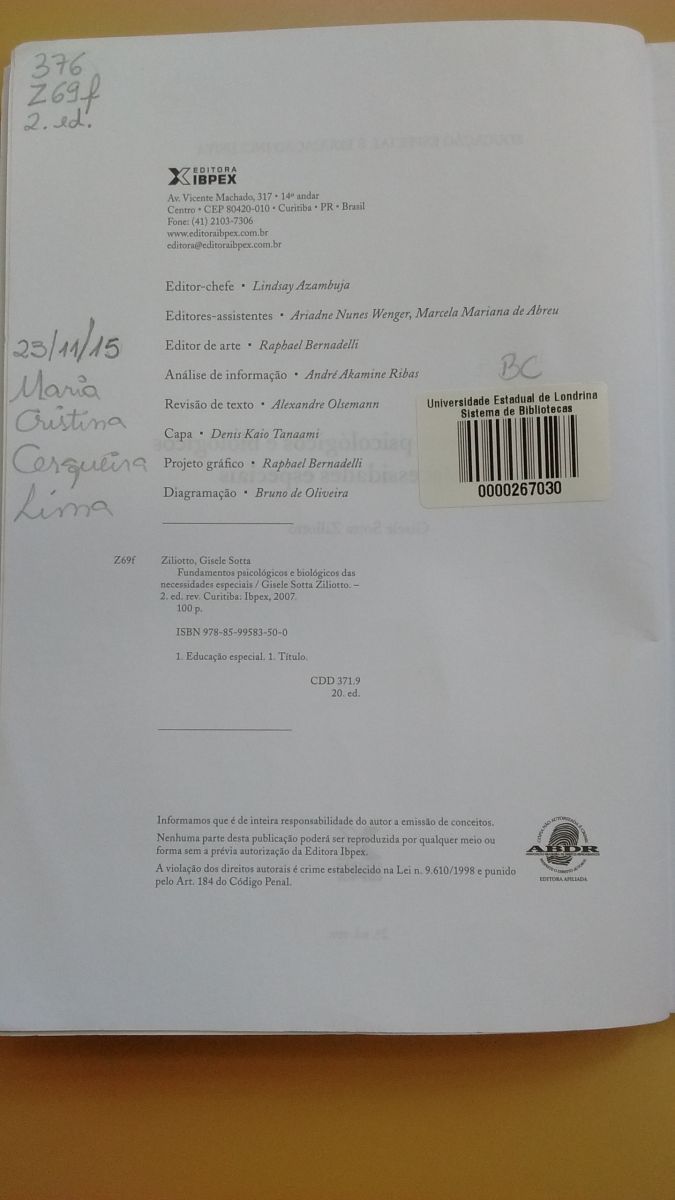 376
Z69f
2. ed.
EDITORA
IBPEX
Av. Vicente Machado, 317 • 14º andar
Centro • CEP 80420-010 • Curitiba • PR • Brasil
Fone: (41) 2103-7306
www.editoraibpex.com.br
editora@editoraibpex.com.br
Editor-chefe • Lindsay Azambuja
Editores-assistentes • Ariadne Nunes Wenger, Marcela Mariana de Abreu
Editor de arte • Raphael Bernadelli
Análise de informação • André Akamine Ribas
Revisão de texto • Alexandre Olsemann
Capa • Denis Kaio Tanaami
Projeto gráfico • Raphael Bernadelli
Diagramação • Bruno de Oliveira
23/11/15
Maria
Cristina
Cerqueira
Lima
BC
Universidade Estadual de Londrina
Sistema de Bibliotecas
0000267030
Z69f
Ziliotto, Gisele Sotta
Fundamentos psicológicos e biológicos das
necessidades especiais / Gisele Sotta Ziliotto. –
2. ed. rev. Curitiba: Ibpex, 2007.
100 p.
ISBN 978-85-99583-50-0
1. Educação especial. 1. Título.
CDD 371.9
20. ed.
Informamos que é de inteira responsabilidade do autor a emissão de conceitos.
Nenhuma parte desta publicação poderá ser reproduzida por qualquer meio ou
forma sem a prévia autorização da Editora Ibpex.
A violação dos direitos autorais é crime estabelecido na Lei n. 9.610/1998 e punido
pelo Art. 184 do Código Penal.
ABDR
EDITORA AFILIADA